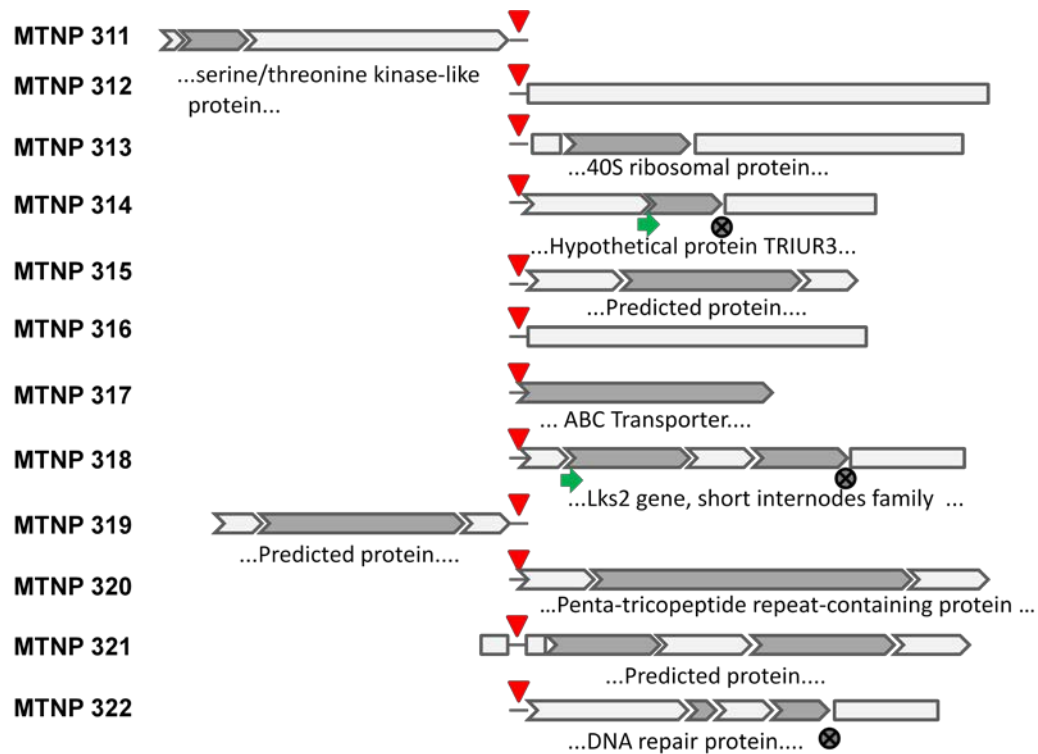 MTNP 311
...serine/threonine kinase-like
protein...
MTNP 312
MTNP 313
...40S ribosomal protein...
MTNP 314
...Hypothetical protein TRIUR3...
MTNP 315
...Predicted protein....
MTNP 316
MTNP 317
... ABC Transporter....
MTNP 318
...Lks2 gene, short internodes family ...
MTNP 319
...Predicted protein....
MTNP 320
...Penta-tricopeptide repeat-containing protein ...
MTNP 321
...Predicted protein....
MTNP 322
...DNA repair protein....